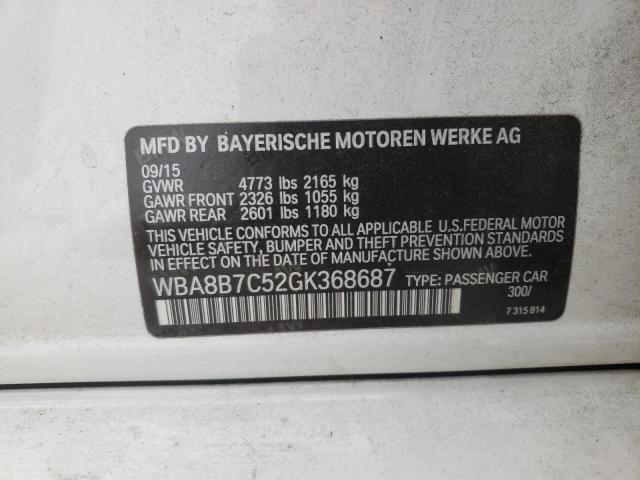 MFD BY BAYERISCHE MOTOREN WERKE AG
09/15
GVWR 4773 lbs 2165 kg
GAWR FRONT 2326 lbs 1055 kg
GAWR REAR 2601 lbs 1180 kg
THIS VEHICLE CONFORMS TO ALL APPLICABLE U.S.FEDERAL MOTOR
VEHICLE SAFETY, BUMPER AND THEFT PREVENTION STANDARDS
IN EFFECT ON THE DATE OF MANUFACTURE SHOWN ABOVE.
WBA8B7C52GK368687 TYPE: PASSENGER CAR
300/
7 315 814